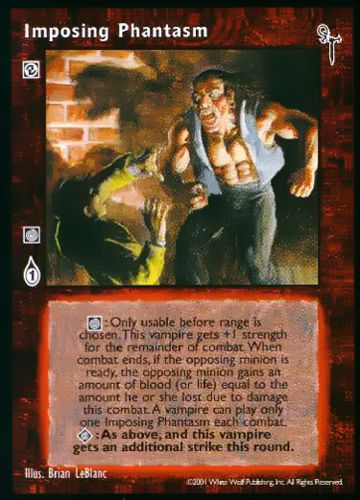 Imposing Phantasm
1
: Only usable before range is
chosen. This vampire gets +1 strength
for the remainder of combat. When
combat ends, if the opposing minion is
ready, the opposing minion gains an
amount of blood (or life) equal to the
amount he or she lost due to damage
this combat. A vampire can play only
one Imposing Phantasm each combat.
: As above, and this vampire
gets an additional strike this round.
Illus. Brian LeBlanc
©2001 White Wolf Publishing, Inc. All Rights Reserved.